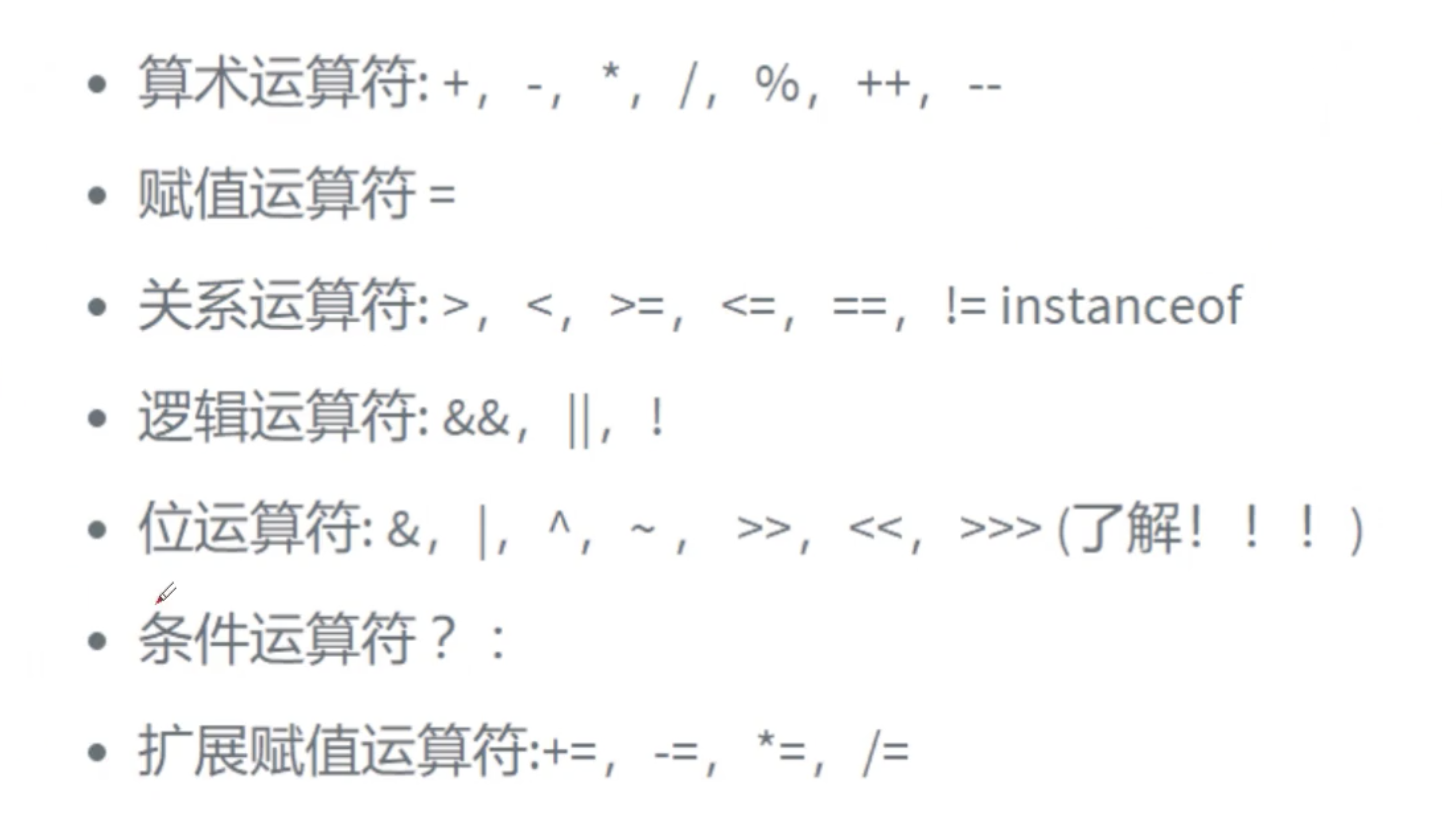 • 算术运算符: +， -， *， /， %， ++， --
• 赋值运算符 =
• 关系运算符: >， <， >=， <=， ==， != instanceof
• 逻辑运算符: &&， ||， !
• 位运算符: &， |， ^， ~ ， >>， <<， >>> (了解！！！)
• 条件运算符？ ：
• 扩展赋值运算符:+=， -=， *=， /=